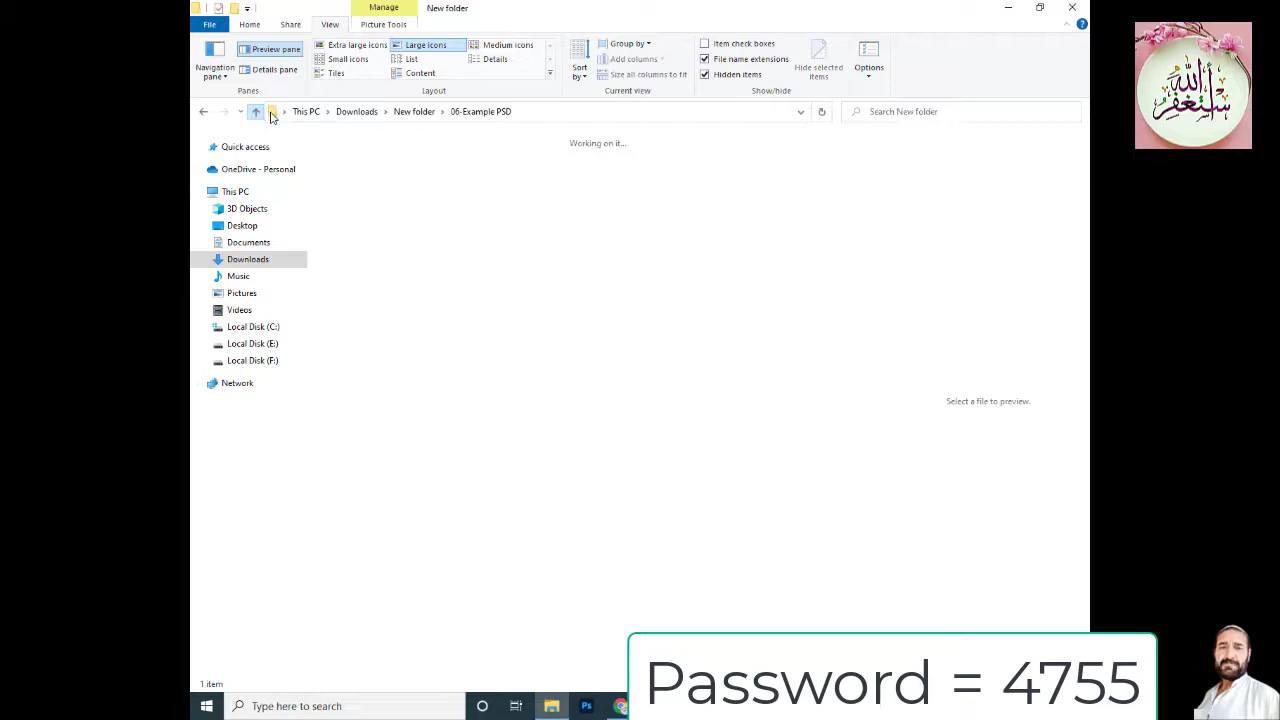 Manage
New folder
File
Home
Share
View
Picture Tools
Navigation pane
Preview pane
Details pane
Panes
Extra large icons
Large icons
Medium icons
Small icons
List
Details
Tiles
Content
Layout
Sort by
Group by
Add columns
Size all columns to fit
Current view
Item check boxes
File name extensions
Hidden items
Hide selected items
Show/hide
Options
This PC > Downloads > New folder > 06-Example PSD
Search New folder
Quick access
OneDrive - Personal
This PC
3D Objects
Desktop
Documents
Downloads
Music
Pictures
Videos
Local Disk (C:)
Local Disk (E:)
Local Disk (F:)
Network
Working on it...
Select a file to preview.
1 item
Type here to search
Ps
Password = 4755